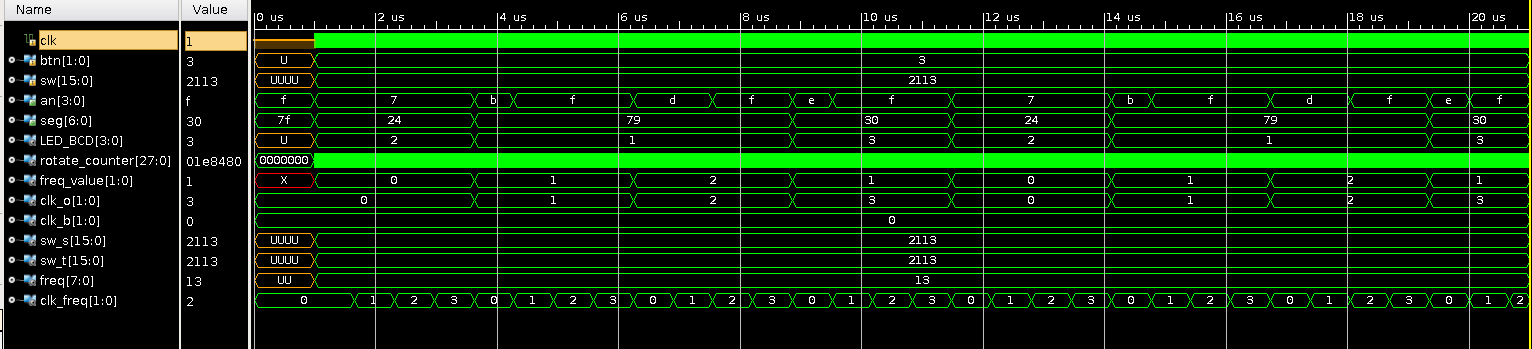 Name Value 0 us 2 us 4 us 6 us 8 us 10 us 12 us 14 us 16 us 18 us 20 us
clk 1
btn[1:0] 3 U 3
sw[15:0] 2113 UUUU 2113
an[3:0] f f 7 b f d f e f 7 b f d f e f
seg[6:0] 30 7f 24 79 30 24 79 30
LED_BCD[3:0] 3 U 2 1 3 2 1 3
rotate_counter[27:0] 01e8480 0000000
freq_value[1:0] 1 X 0 1 2 1 0 1 2 1
clk_o[1:0] 3 0 1 2 3 0 1 2 3
clk_b[1:0] 0 0
sw_s[15:0] 2113 UUUU 2113
sw_t[15:0] 2113 UUUU 2113
freq[7:0] 13 UU 13
clk_freq[1:0] 2 0 1 2 3 0 1 2 3 0 1 2 3 0 1 2 3 0 1 2 3 0 1 2 3 0 1 2 3 0 1 2